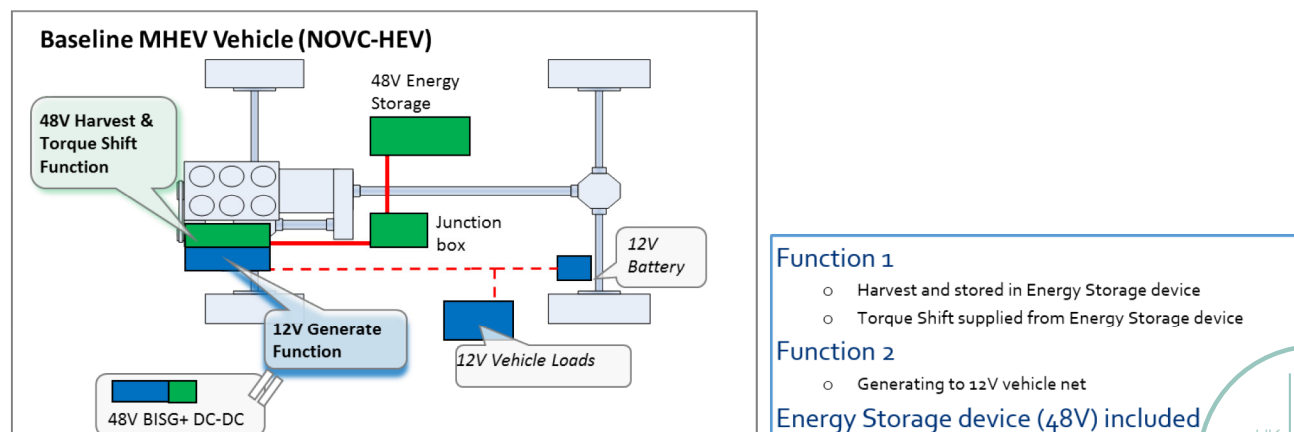 Baseline MHEV Vehicle (NOVC-HEV)
48V Harvest &
Torque Shift
Function
48V Energy
Storage
Junction
box
12V
Battery
12V Generate
Function
12V Vehicle Loads
48V BISG+ DC-DC
Function 1
o Harvest and stored in Energy Storage device
o Torque Shift supplied from Energy Storage device
Function 2
o Generating to 12V vehicle net
Energy Storage device (48V) included